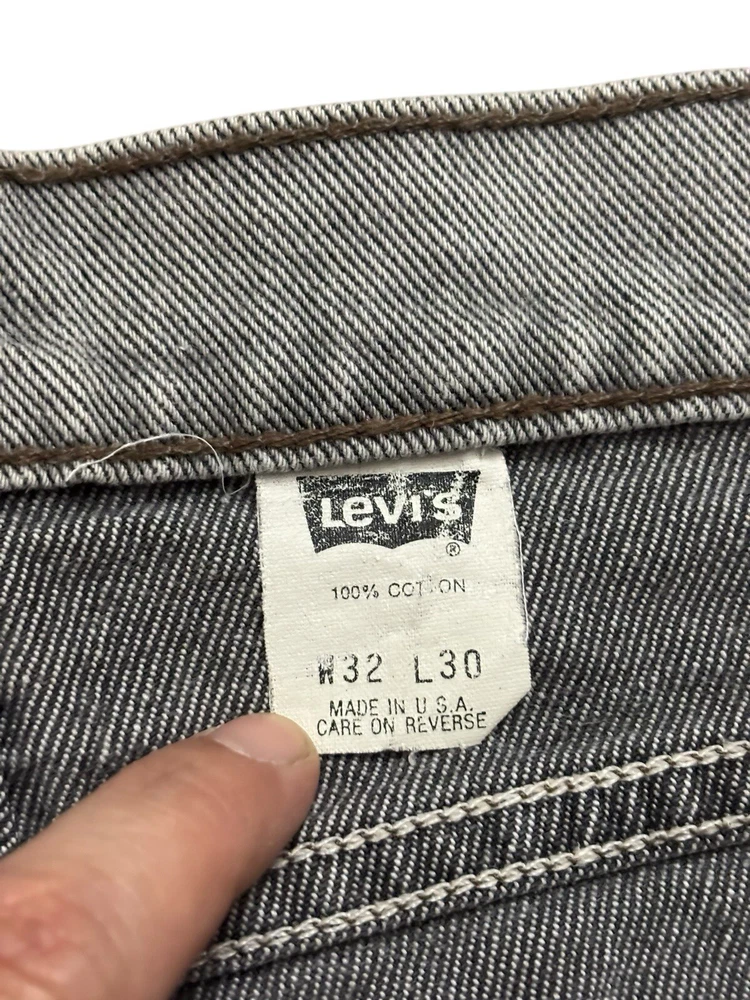 Levi's
®
100% COTTON
W32 L30
MADE IN U.S.A.
CARE ON REVERSE